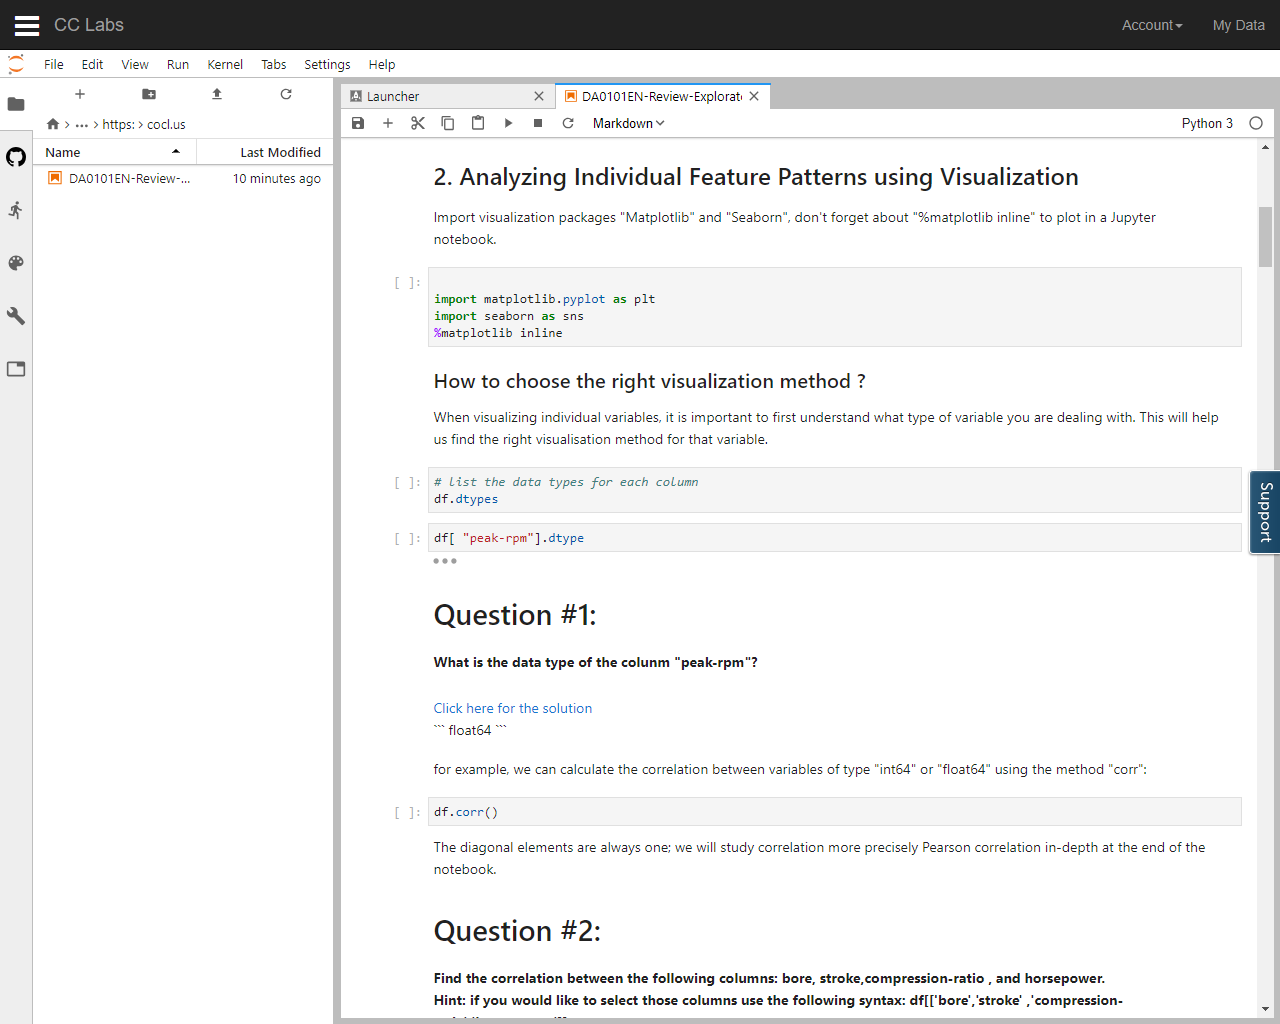 CC Labs
Account
My Data
File Edit View Run Kernel Tabs Settings Help
Launcher
DA0101EN-Review-Explorat
https: cocl.us
Markdown
Python 3
Name
Last Modified
DA0101EN-Review-...
10 minutes ago
2. Analyzing Individual Feature Patterns using Visualization
Import visualization packages "Matplotlib" and "Seaborn", don't forget about "%matplotlib inline" to plot in a Jupyter
notebook.
[ ]:
import matplotlib.pyplot as plt
import seaborn as sns
%matplotlib inline
How to choose the right visualization method ?
When visualizing individual variables, it is important to first understand what type of variable you are dealing with. This will help
us find the right visualisation method for that variable.
[ ]: # list the data types for each column
df.dtypes
[ ]: df[ "peak-rpm"].dtype
Support
Question #1:
What is the data type of the colunm "peak-rpm"?
Click here for the solution
``` float64 ```
for example, we can calculate the correlation between variables of type "int64" or "float64" using the method "corr":
[ ]: df.corr()
The diagonal elements are always one; we will study correlation more precisely Pearson correlation in-depth at the end of the
notebook.
Question #2:
Find the correlation between the following columns: bore, stroke,compression-ratio , and horsepower.
Hint: if you would like to select those columns use the following syntax: df[['bore','stroke' ,'compression-